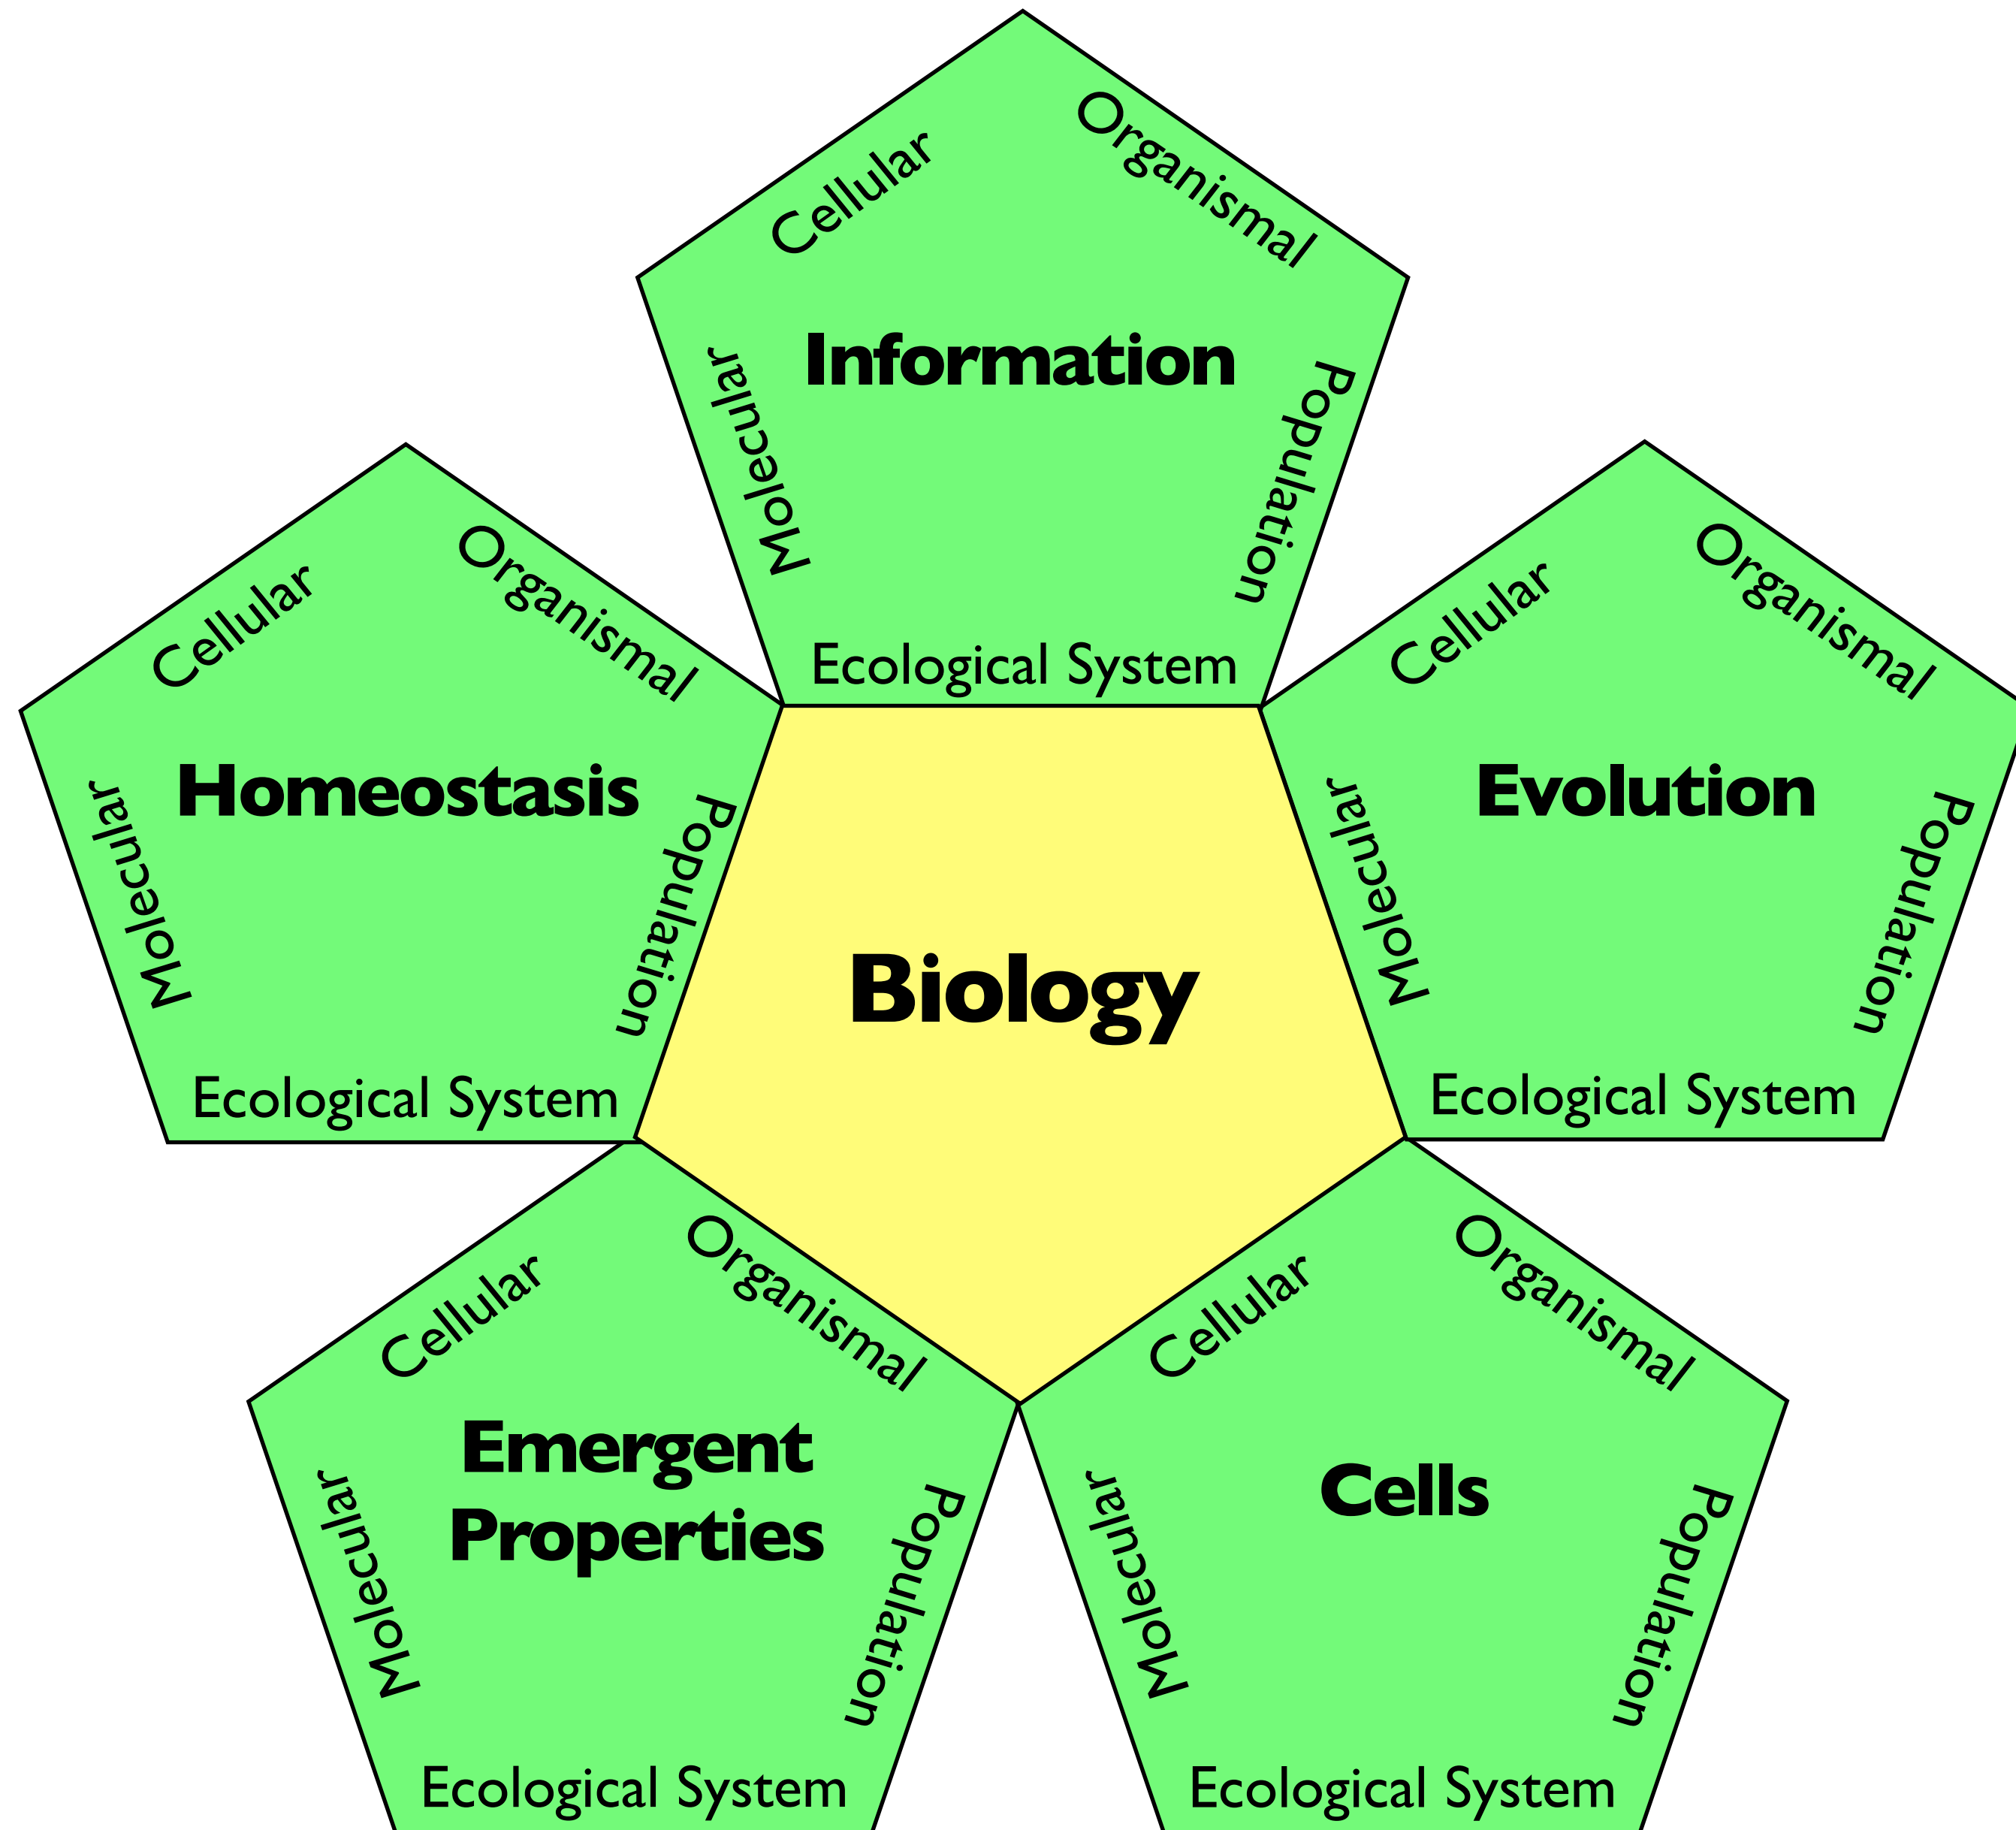 Cellular
Organismal
Information
Molecular
Population
Ecological System
Cellular
Organismal
Homeostasis
Molecular
Population
Ecological System
Cellular
Organismal
Evolution
Molecular
Population
Ecological System
Biology
Cellular
Organismal
Emergent
Properties
Molecular
Population
Ecological System
Cellular
Organismal
Cells
Molecular
Population
Ecological System